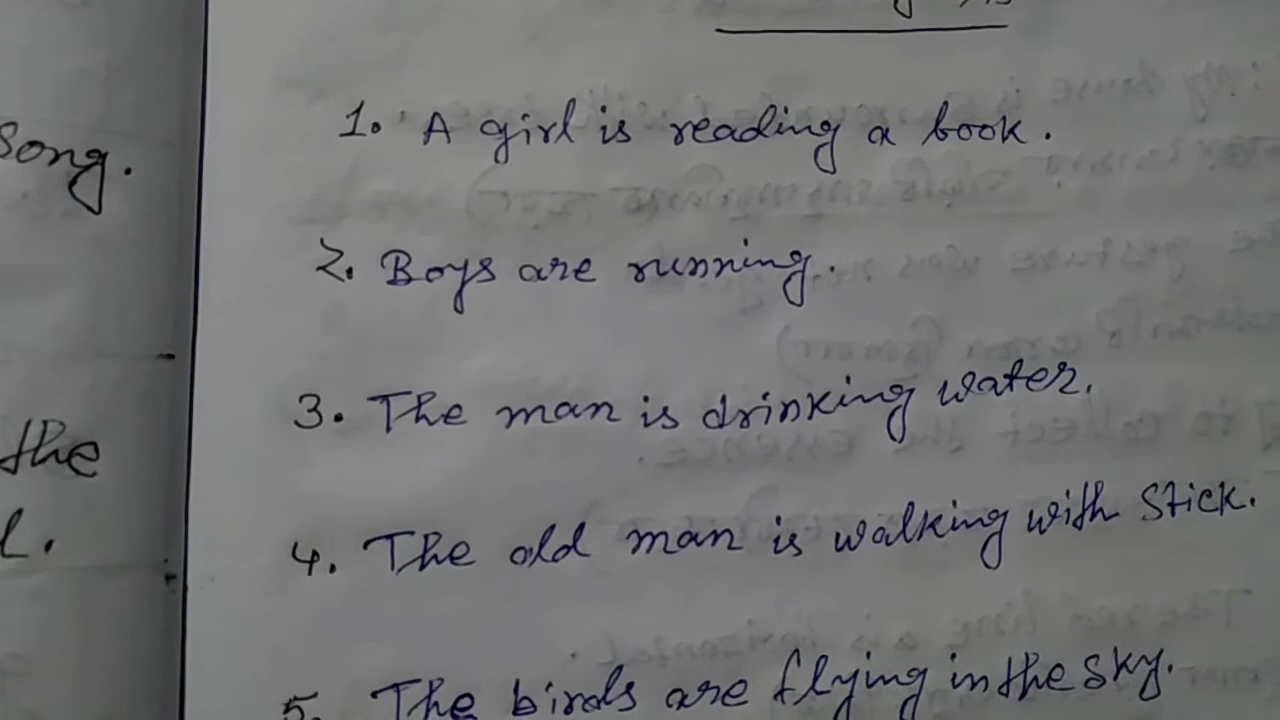 song.
the
l.
1. A girl is reading a book.
2. Boys are running.
3. The man is drinking water.
4. The old man is walking with stick.
5. The birds are flying in the sky.